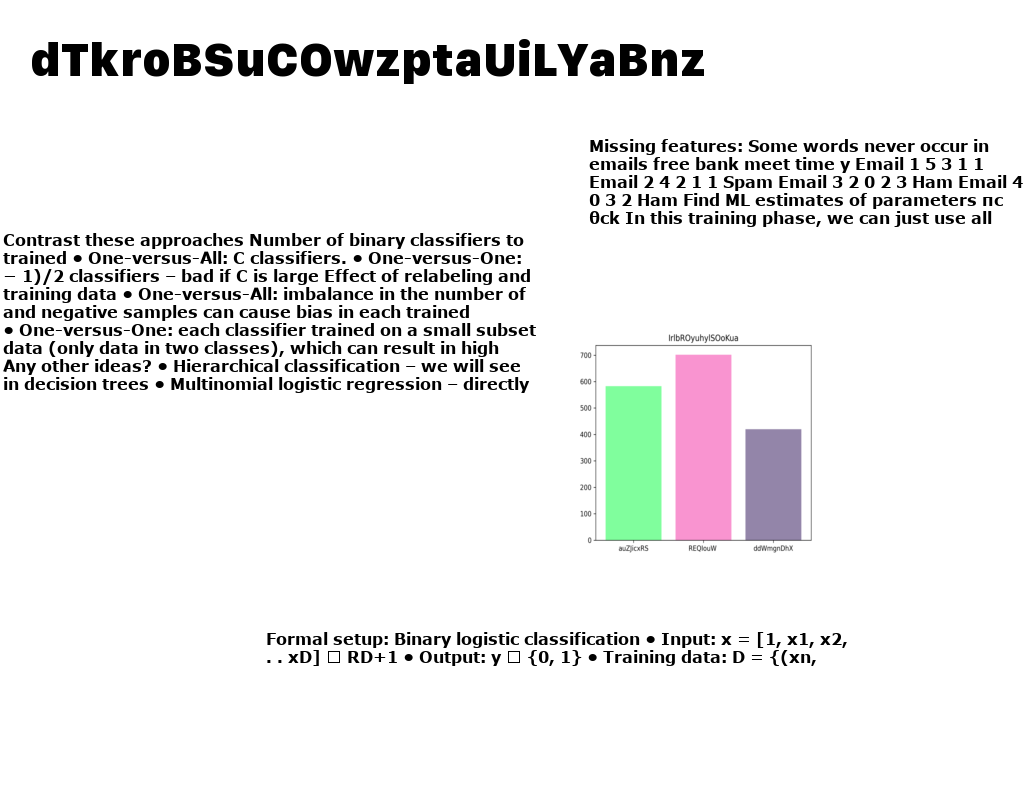 dTkroBSuCOwzptaUiLYaBnz
Missing features: Some words never occur in
emails free bank meet time y Email 1 5 3 1 1
Email 2 4 2 1 1 Spam Email 3 2 0 2 3 Ham Email 4
0 3 2 Ham Find ML estimates of parameters πc
θck In this training phase, we can just use all
Contrast these approaches Number of binary classifiers to
trained • One-versus-All: C classifiers. • One-versus-One:
− 1)/2 classifiers – bad if C is large Effect of relabeling and
training data • One-versus-All: imbalance in the number of
and negative samples can cause bias in each trained
• One-versus-One: each classifier trained on a small subset
data (only data in two classes), which can result in high
Any other ideas? • Hierarchical classification – we will see
in decision trees • Multinomial logistic regression – directly
IrlbROyuhylSOoKua
700
600
500
400
300
200
100
0
auZJicxRS REQlouW ddWmgnDhX
Formal setup: Binary logistic classification • Input: x = [1, x1, x2,
. . xD] □ RD+1 • Output: y □ {0, 1} • Training data: D = {(xn,